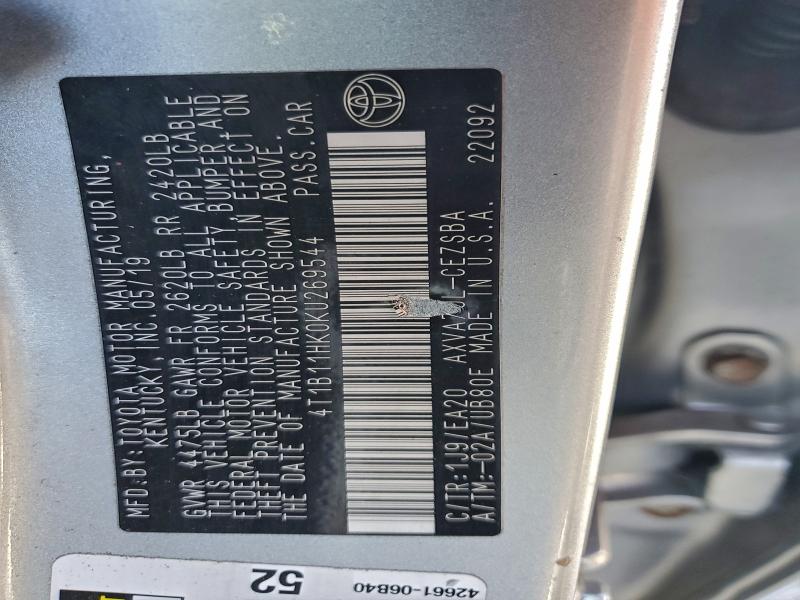 MFD.BY:TOYOTA MOTOR MANUFACTURING,
KENTUCKY, INC.05/19
GVWR 4475LB GAWR FR 2620LB RR 2420LB
THIS VEHICLE CONFORMS TO ALL APPLICABLE
FEDERAL MOTOR VEHICLE SAFETY, BUMPER, AND
THEFT PREVENTION STANDARDS IN EFFECT ON
THE DATE OF MANUFACTURE SHOWN ABOVE.
4T1B11HK0KU269544 PASS.CAR
C/TR:1J9/EA20 -CEZSBA
A/TM:-02A/UB80E MADE IN U.S.A. 22092
52
42661-06B40